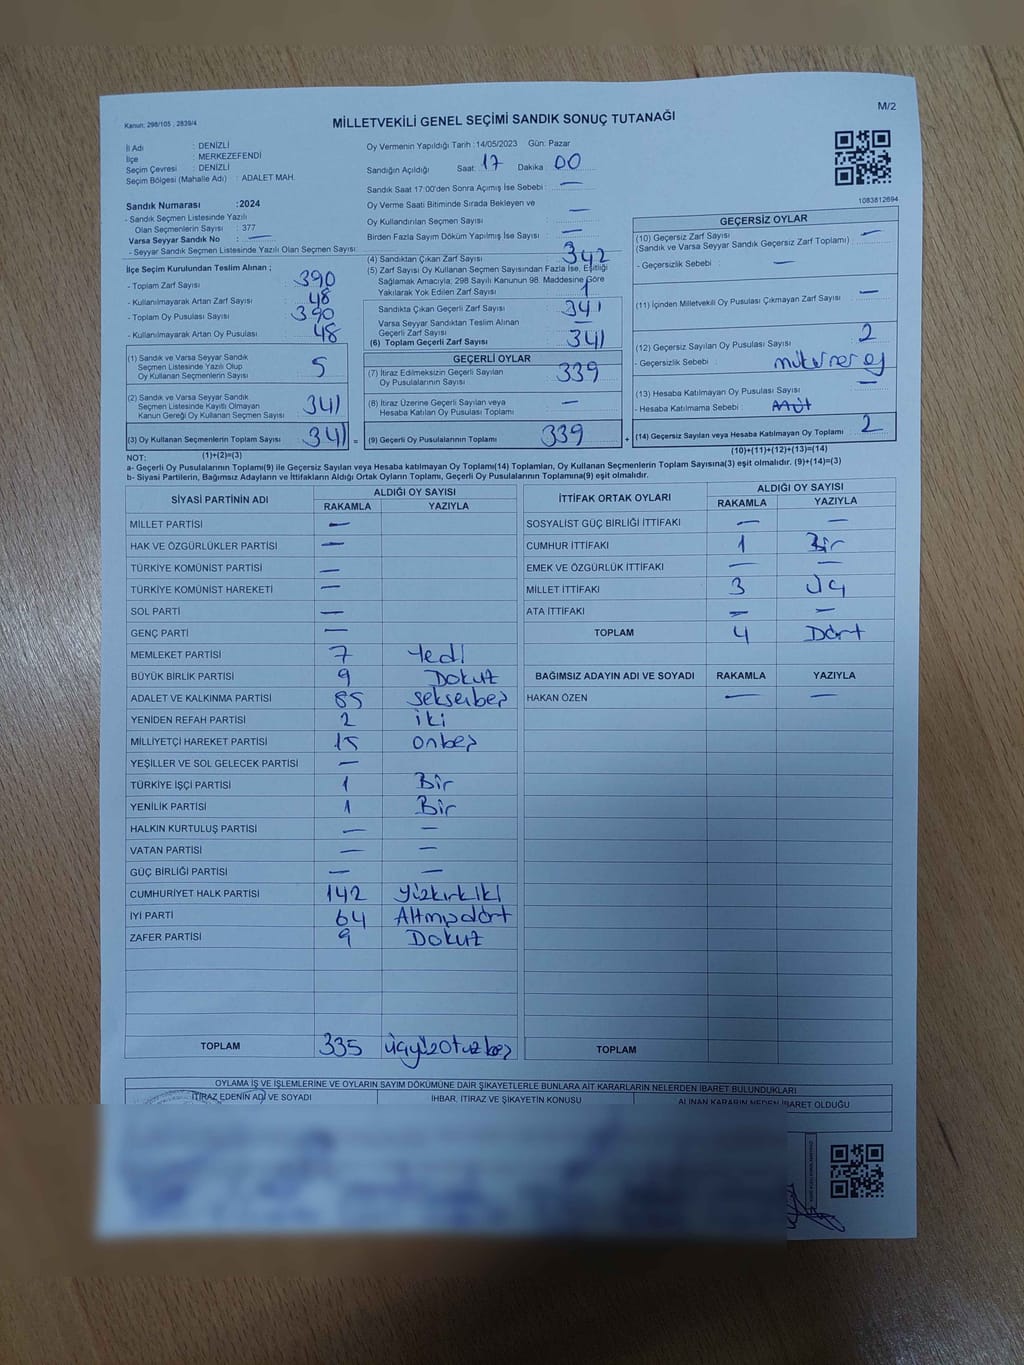 M/2
Kanun: 298/105 , 2839/4
MİLLETVEKİLİ GENEL SEÇİMİ SANDIK SONUÇ TUTANAĞI
İl Adı : DENİZLİ
İlçe : MERKEZEFENDİ
Seçim Çevresi : DENİZLİ
Seçim Bölgesi (Mahalle Adı) : ADALET MAH.
Sandık Numarası :2024
- Sandık Seçmen Listesinde Yazılı
Olan Seçmenlerin Sayısı : 377
Varsa Seyyar Sandık No : —
- Seyyar Sandık Seçmen Listesinde Yazılı Olan Seçmen Sayısı:
Oy Vermenin Yapıldığı Tarih :14/05/2023 Gün: Pazar
Sandığın Açıldığı Saat: 17 Dakika: 00
Sandık Saat 17:00'den Sonra Açımış İse Sebebi : —
Oy Verme Saati Bitiminde Sırada Bekleyen ve
Oy Kullandırılan Seçmen Sayısı : —
Birden Fazla Sayım Döküm Yapılmış İse Sayısı : —
1083812694
İlçe Seçim Kurulundan Teslim Alınan ;
- Toplam Zarf Sayısı : 390
- Kullanılmayarak Artan Zarf Sayısı : 48
- Toplam Oy Pusulası Sayısı : 390
- Kullanılmayarak Artan Oy Pusulası : 48
(1) Sandık ve Varsa Seyyar Sandık
Seçmen Listesinde Yazılı Olup
Oy Kullanan Seçmenlerin Sayısı : 5
(2) Sandık ve Varsa Seyyar Sandık
Seçmen Listesinde Kayıtlı Olmayan
Kanun Gereği Oy Kullanan Seçmen Sayısı : 341
(3) Oy Kullanan Seçmenlerin Toplam Sayısı : 341 =
(4) Sandıktan Çıkan Zarf Sayısı : 342
(5) Zarf Sayısı Oy Kullanan Seçmen Sayısından Fazla İse, Eşitliği
Sağlamak Amacıyla; 298 Sayılı Kanunun 98. Maddesine Göre
Yakılarak Yok Edilen Zarf Sayısı : 1
Sandıkta Çıkan Geçerli Zarf Sayısı : 341
Varsa Seyyar Sandıktan Teslim Alınan
Geçerli Zarf Sayısı : —
(6) Toplam Geçerli Zarf Sayısı : 341
GEÇERLİ OYLAR
(7) İtiraz Edilmeksizin Geçerli Sayılan
Oy Pusulalarının Sayısı : 339
(8) İtiraz Üzerine Geçerli Sayılan veya
Hesaba Katılan Oy Pusulası Toplamı : —
(9) Geçerli Oy Pusulalarının Toplamı : 339 +
GEÇERSİZ OYLAR
(10) Geçersiz Zarf Sayısı : —
(Sandık ve Varsa Seyyar Sandık Geçersiz Zarf Toplamı)
- Geçersizlik Sebebi : —
(11) İçinden Milletvekili Oy Pusulası Çıkmayan Zarf Sayısı : —
(12) Geçersiz Sayılan Oy Pusulası Sayısı : 2
- Geçersizlik Sebebi :
(13) Hesaba Katılmayan Oy Pusulası Sayısı : —
- Hesaba Katılmama Sebebi :
(14) Geçersiz Sayılan veya Hesaba Katılmayan Oy Toplamı : 2
NOT: (1)+(2)=(3)
(10)+(11)+(12)+(13)=(14)
a- Geçerli Oy Pusulalarının Toplamı(9) ile Geçersiz Sayılan veya Hesaba katılmayan Oy Toplamı(14) Toplamları, Oy Kullanan Seçmenlerin Toplam Sayısına(3) eşit olmalıdır. (9)+(14)=(3)
b- Siyasi Partilerin, Bağımsız Adayların ve İttifakların Aldığı Ortak Oyların Toplamı, Geçerli Oy Pusulalarının Toplamına(9) eşit olmalıdır.
SİYASİ PARTİNİN ADI ALDIĞI OY SAYISI
RAKAMLA YAZIYLA
MİLLET PARTİSİ —
HAK VE ÖZGÜRLÜKLER PARTİSİ —
TÜRKİYE KOMÜNİST PARTİSİ —
TÜRKİYE KOMÜNİST HAREKETİ —
SOL PARTİ —
GENÇ PARTİ —
MEMLEKET PARTİSİ 7 Yedi
BÜYÜK BİRLİK PARTİSİ 9 Dokuz
ADALET VE KALKINMA PARTİSİ 85 seksenbeş
YENİDEN REFAH PARTİSİ 2 iki
MİLLİYETÇİ HAREKET PARTİSİ 15 onbeş
YEŞİLLER VE SOL GELECEK PARTİSİ —
TÜRKİYE İŞÇİ PARTİSİ 1 Bir
YENİLİK PARTİSİ 1 Bir
HALKIN KURTULUŞ PARTİSİ — —
VATAN PARTİSİ — —
GÜÇ BİRLİĞİ PARTİSİ — —
CUMHURİYET HALK PARTİSİ 142 Yüzkırkiki
İYİ PARTİ 64 Altmışdört
ZAFER PARTİSİ 9 Dokuz
TOPLAM 335 üçyüzotuzbeş
İTTİFAK ORTAK OYLARI ALDIĞI OY SAYISI
RAKAMLA YAZIYLA
SOSYALİST GÜÇ BİRLİĞİ İTTİFAKI — —
CUMHUR İTTİFAKI 1 Bir
EMEK VE ÖZGÜRLÜK İTTİFAKI — —
MİLLET İTTİFAKI 3 Üç
ATA İTTİFAKI — —
TOPLAM 4 Dört
BAĞIMSIZ ADAYIN ADI VE SOYADI RAKAMLA YAZIYLA
HAKAN ÖZEN — —
TOPLAM
OYLAMA İŞ VE İŞLEMLERİNE VE OYLARIN SAYIM DÖKÜMÜNE DAİR ŞİKAYETLERLE BUNLARA AİT KARARLARIN NELERDEN İBARET BULUNDUKLARI
İTİRAZ EDENİN ADI VE SOYADI İHBAR, İTİRAZ VE ŞİKAYETİN KONUSU ALINAN KARARIN NEDEN İBARET OLDUĞU